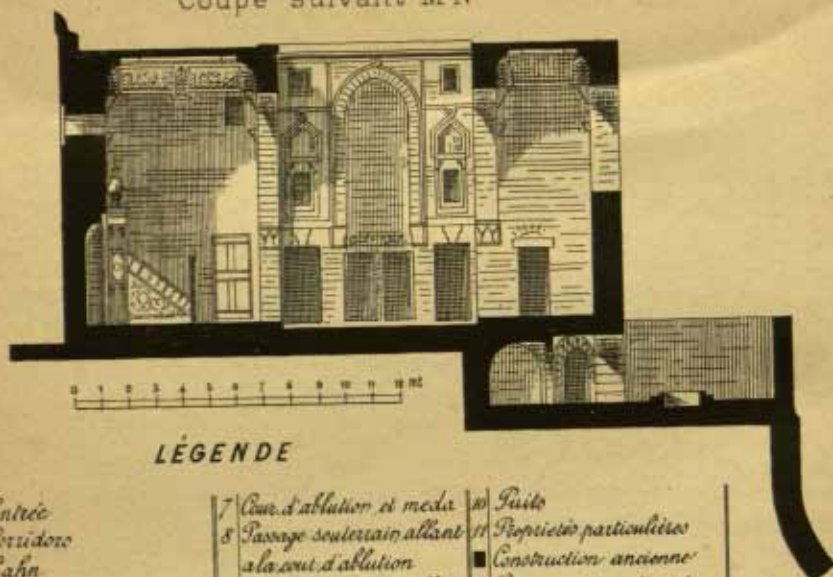 Coupe suivant MN
0 1 2 3 4 5 6 7 8 9 10 11 12 mt
LÉGENDE
ntrée
orridors
ahn
7 Cour d'ablution et meda
8 Passage souterrain allant
a la cour d'ablution
10 Puits
11 Propriétés particulières
■ Construction ancienne